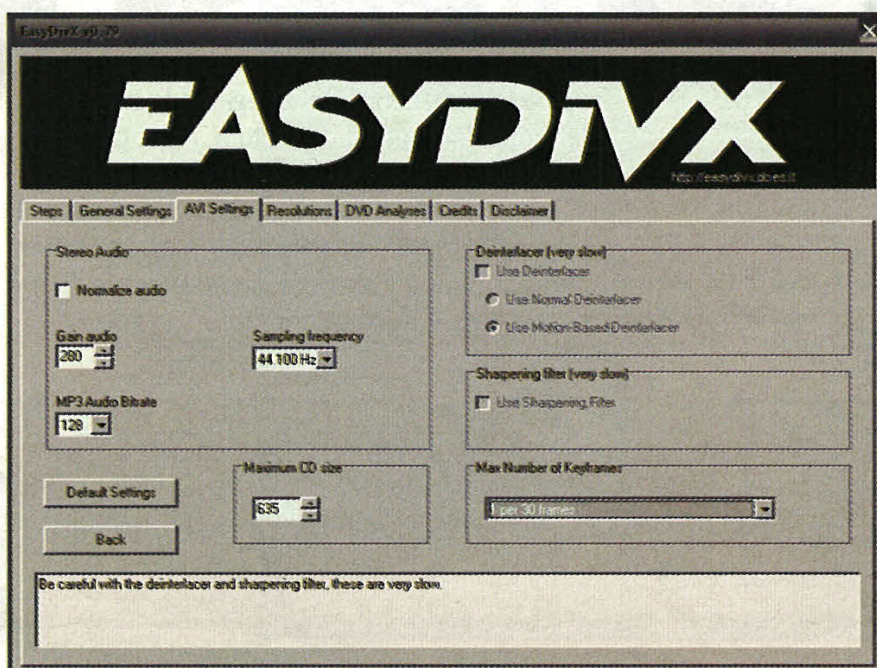 EasyDivX v0.79
EASYDiVX
http://easydivx.does.it
Steps
General Settings
AVI Settings
Resolutions
DVD Analyses
Credits
Disclaimer
Stereo Audio
Normalize audio
Gain audio
280
Sampling frequency
44.100 Hz
MP3 Audio Bitrate
128
Default Settings
Back
Maximum CD size
635
Deinterlacer (very slow)
Use Deinterlacer
Use Normal Deinterlacer
Use Motion-Based Deinterlacer
Sharpening filter (very slow)
Use Sharpening Filter
Max Number of Keyframes
1 per 30 frames
Be careful with the deinterlacer and sharpening filter, these are very slow.